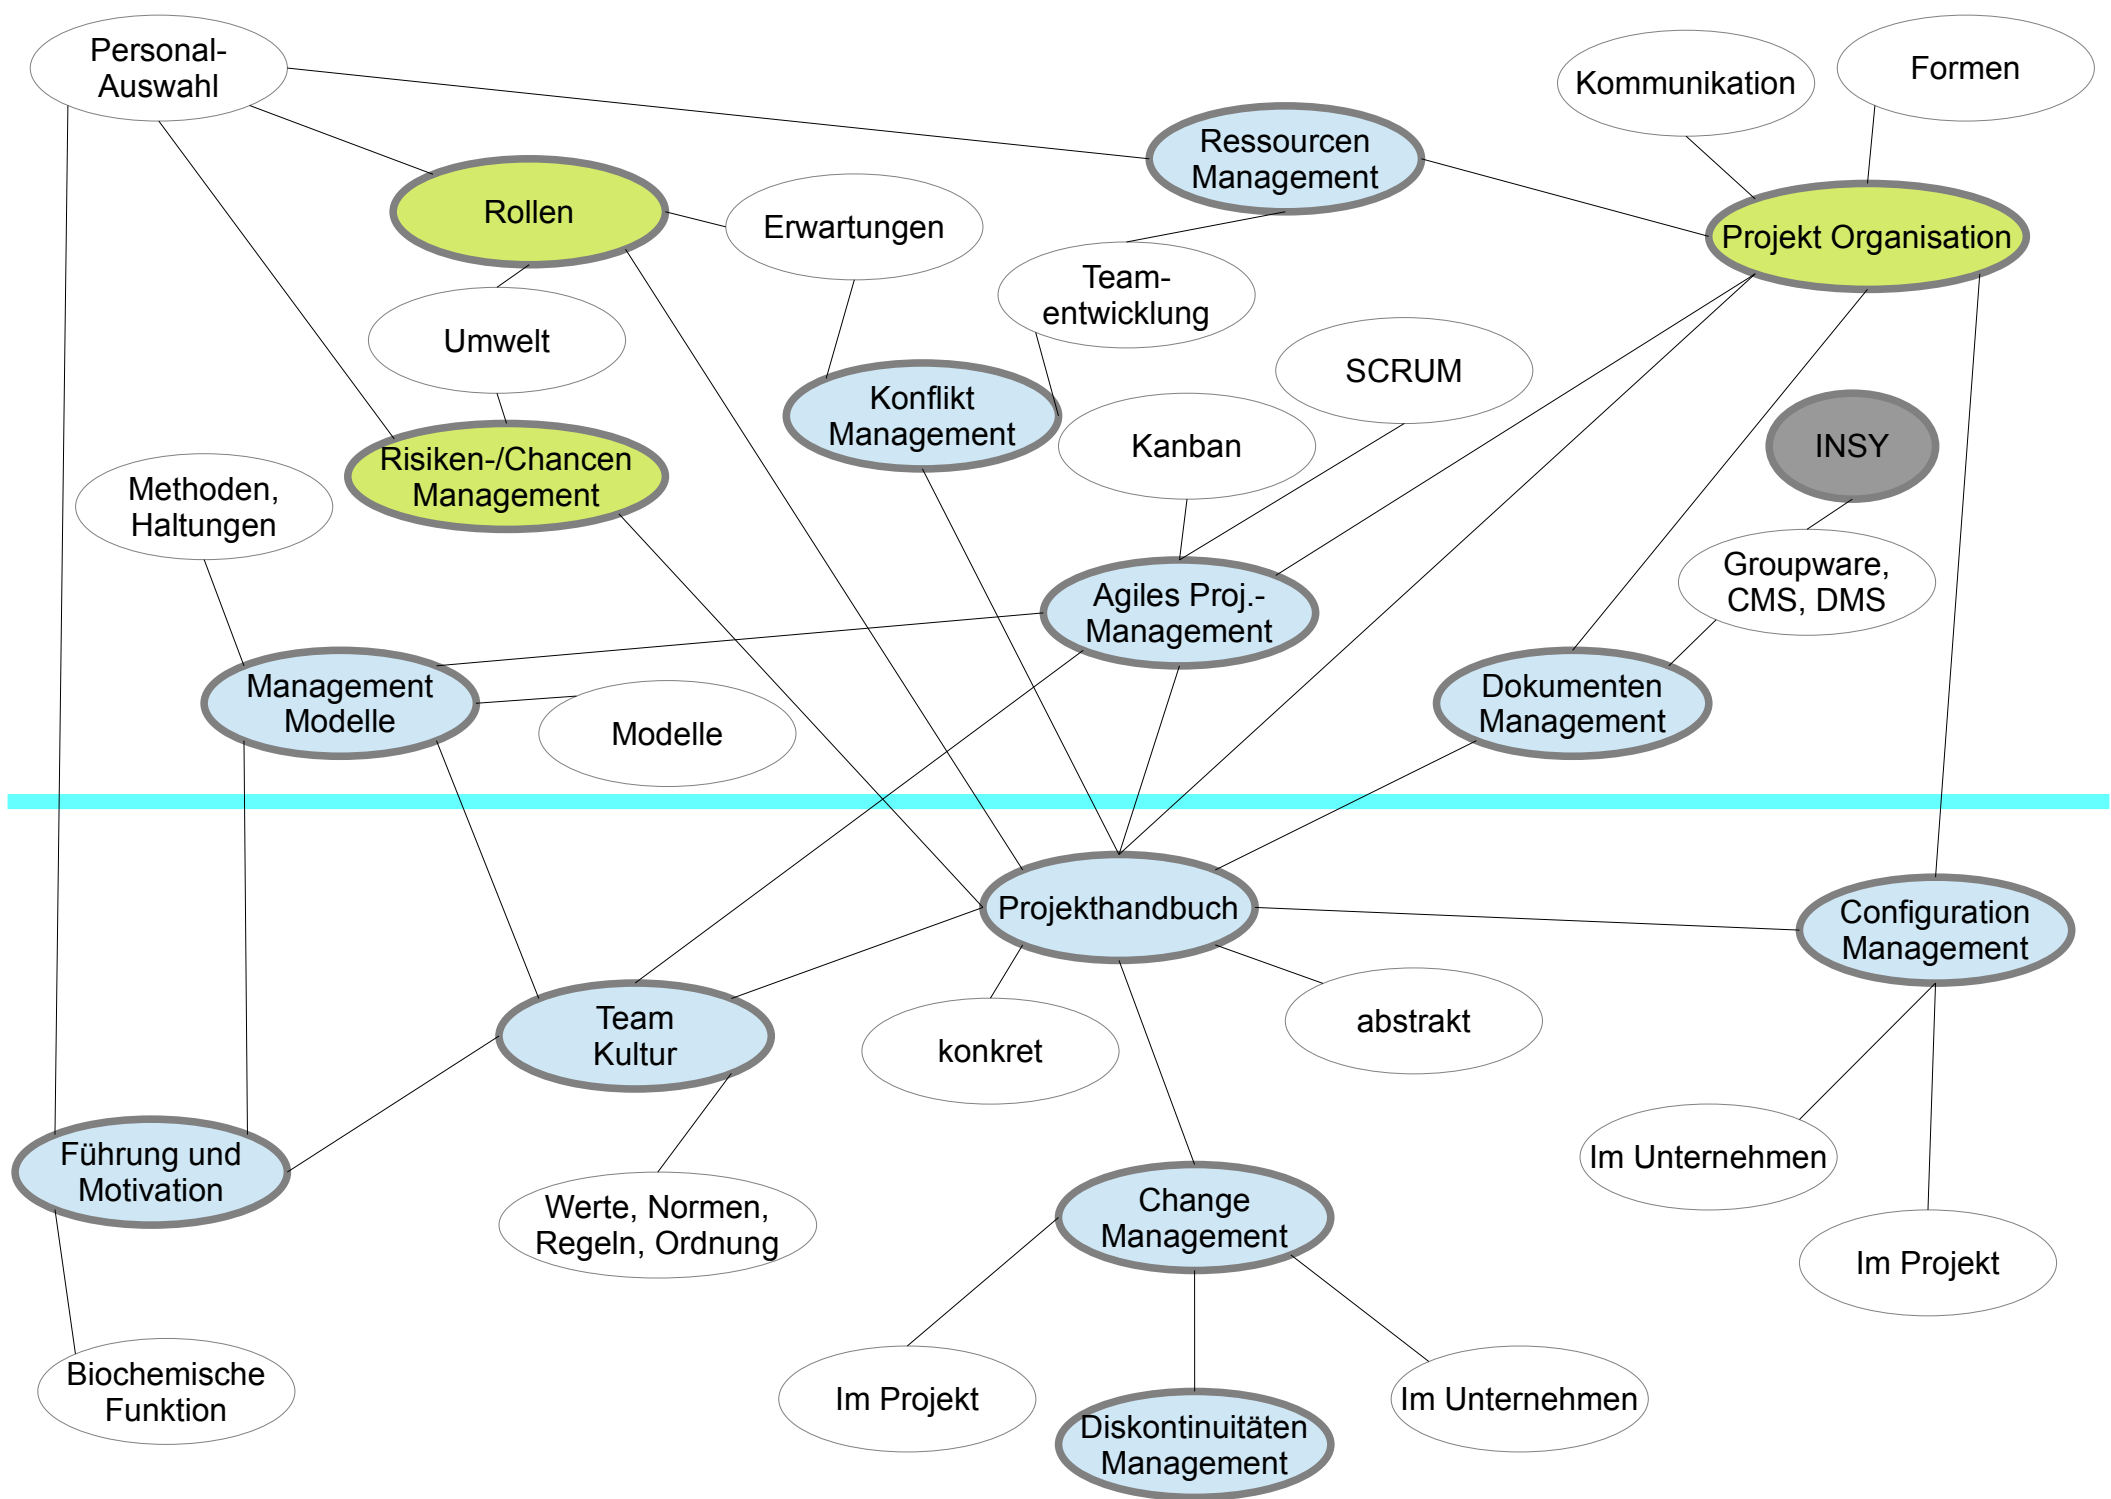 Personal-
Auswahl
Kommunikation
Formen
Ressourcen
Management
Rollen
Erwartungen
Projekt Organisation
Team-
entwicklung
Umwelt
SCRUM
Konflikt
Management
Kanban
INSY
Risiken-/Chancen
Management
Methoden,
Haltungen
Groupware,
CMS, DMS
Agiles Proj.-
Management
Management
Modelle
Modelle
Dokumenten
Management
Projekthandbuch
Configuration
Management
Team
Kultur
konkret
abstrakt
Führung und
Motivation
Im Unternehmen
Werte, Normen,
Regeln, Ordnung
Change
Management
Im Projekt
Biochemische
Funktion
Im Projekt
Im Unternehmen
Diskontinuitäten
Management